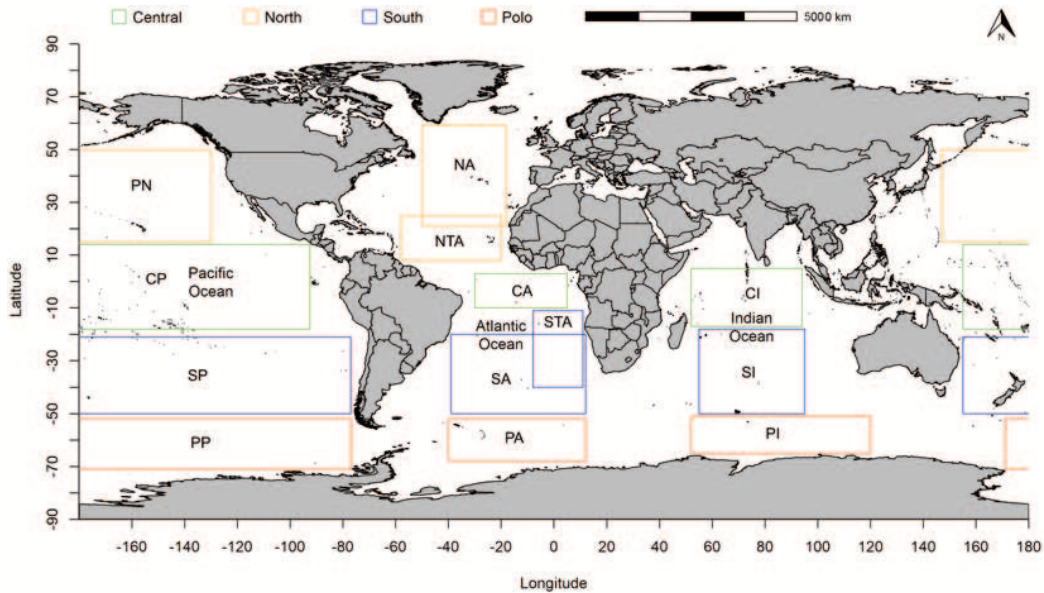 Central North South Polo 5000 km
N
90
70
50
30
10
-10
-30
-50
-70
-90
Latitude
PN
NA
NTA
CP
Pacific
Ocean
CA
CI
STA
Atlantic
Ocean
Indian
Ocean
SP
SA
SI
PP
PA
PI
-160 -140 -120 -100 -80 -60 -40 -20 0 20 40 60 80 100 120 140 160 180
Longitude